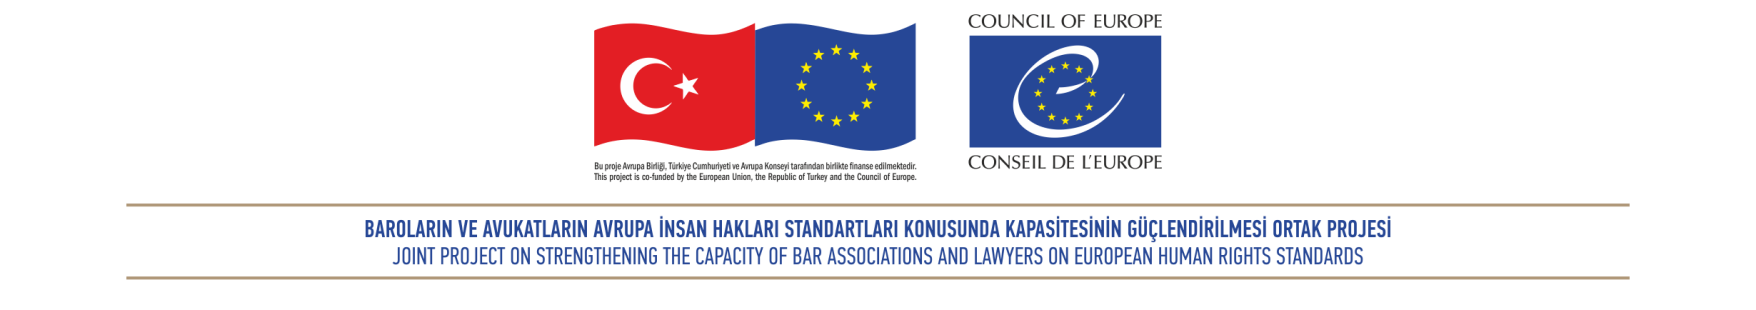 COUNCIL OF EUROPE
CONSEIL DE L'EUROPE
Bu proje Avrupa Birliği, Türkiye Cumhuriyeti ve Avrupa Konseyi tarafından birlikte finanse edilmektedir.
This project is co-funded by the European Union, the Republic of Turkey and the Council of Europe.
BAROLARIN VE AVUKATLARIN AVRUPA İNSAN HAKLARI STANDARTLARI KONUSUNDA KAPASİTESİNİN GÜÇLENDİRİLMESİ ORTAK PROJESİ
JOINT PROJECT ON STRENGTHENING THE CAPACITY OF BAR ASSOCIATIONS AND LAWYERS ON EUROPEAN HUMAN RIGHTS STANDARDS